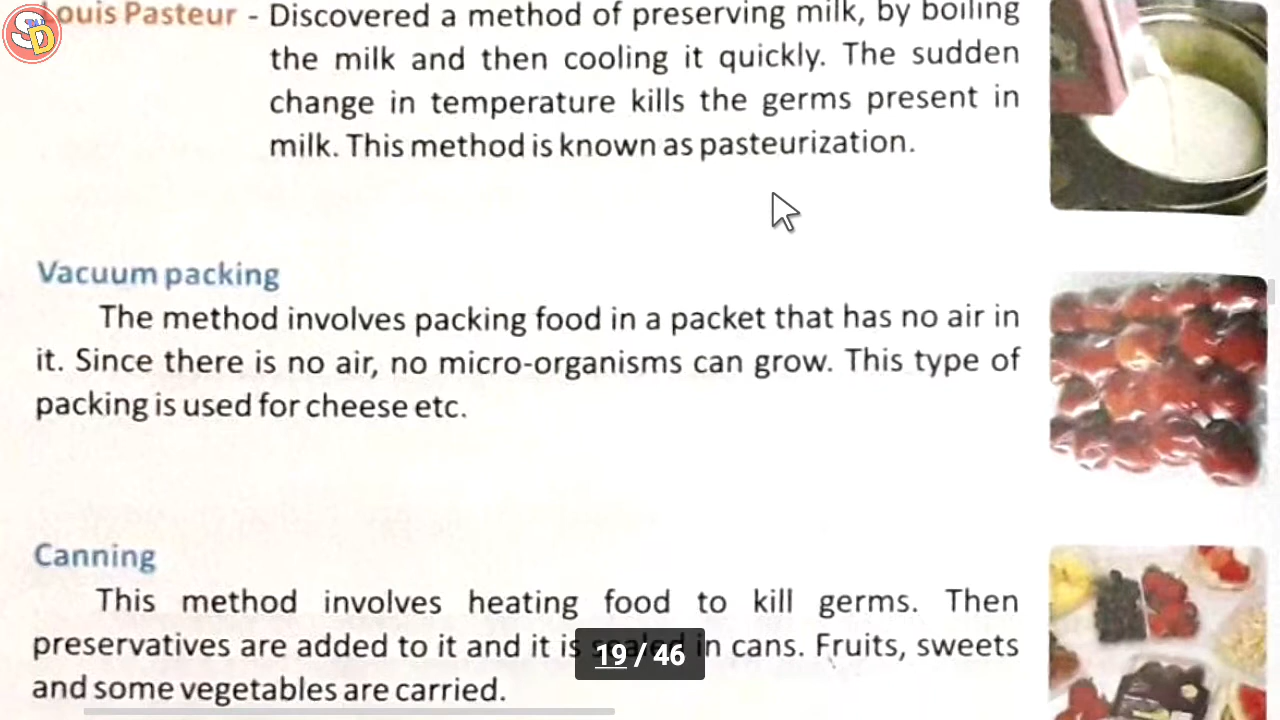 Louis Pasteur - Discovered a method of preserving milk, by boiling
the milk and then cooling it quickly. The sudden
change in temperature kills the germs present in
milk. This method is known as pasteurization.
Vacuum packing
The method involves packing food in a packet that has no air in
it. Since there is no air, no micro-organisms can grow. This type of
packing is used for cheese etc.
Canning
This method involves heating food to kill germs. Then
preservatives are added to it and it is sealed in cans. Fruits, sweets
and some vegetables are carried.
19 / 46